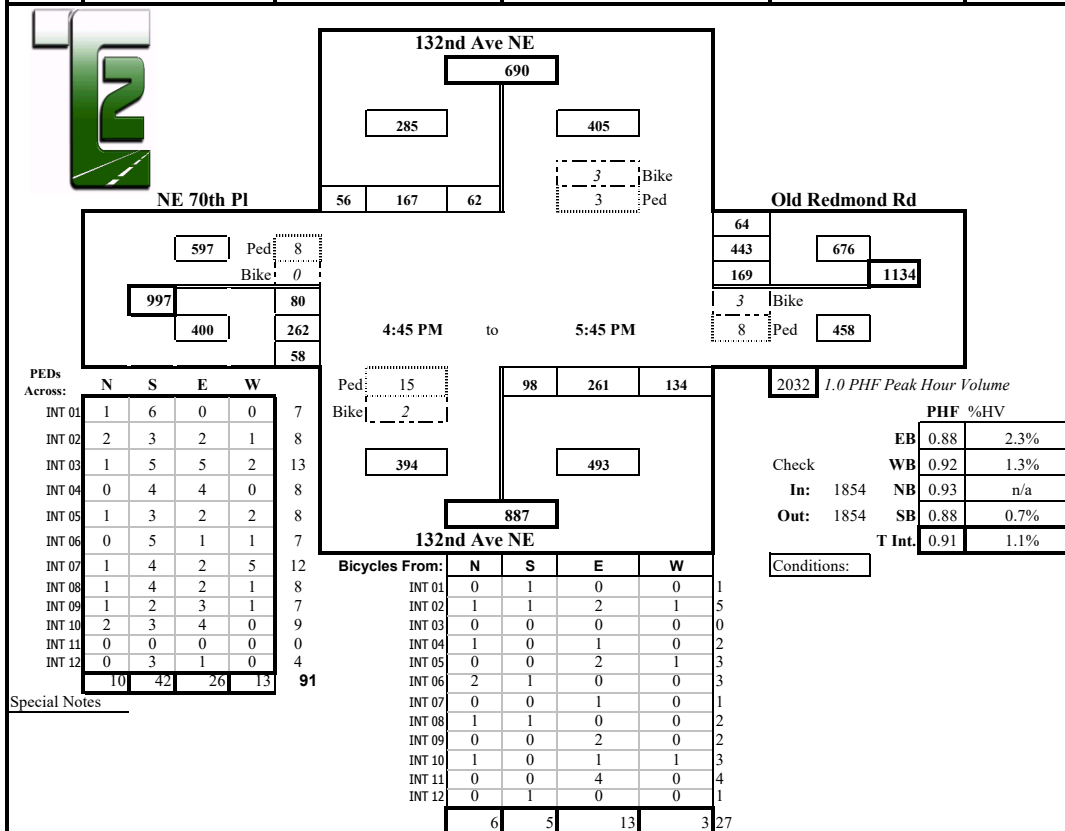 T2
132nd Ave NE
690
285 405
3 Bike
3 Ped
NE 70th Pl 56 167 62 Old Redmond Rd
64
597 Ped 8 443 676
Bike 0 169 1134
997 80 3 Bike
400 262 4:45 PM to 5:45 PM 8 Ped 458
58
PEDs Across: N S E W Ped 15 98 261 134 2032 1.0 PHF Peak Hour Volume
INT 01 1 6 0 0 7 Bike 2 PHF %HV
INT 02 2 3 2 1 8 EB 0.88 2.3%
INT 03 1 5 5 2 13 394 493 Check WB 0.92 1.3%
INT 04 0 4 4 0 8 In: 1854 NB 0.93 n/a
INT 05 1 3 2 2 8 887 Out: 1854 SB 0.88 0.7%
INT 06 0 5 1 1 7 132nd Ave NE T Int. 0.91 1.1%
INT 07 1 4 2 5 12 Bicycles From: N S E W Conditions:
INT 08 1 4 2 1 8 INT 01 0 1 0 0 1
INT 09 1 2 3 1 7 INT 02 1 1 2 1 5
INT 10 2 3 4 0 9 INT 03 0 0 0 0 0
INT 11 0 0 0 0 0 INT 04 1 0 1 0 2
INT 12 0 3 1 0 4 INT 05 0 0 2 1 3
10 42 26 13 91 INT 06 2 1 0 0 3
Special Notes INT 07 0 0 1 0 1
INT 08 1 1 0 0 2
INT 09 0 0 2 0 2
INT 10 1 0 1 1 3
INT 11 0 0 4 0 4
INT 12 0 1 0 0 1
6 5 13 3 27